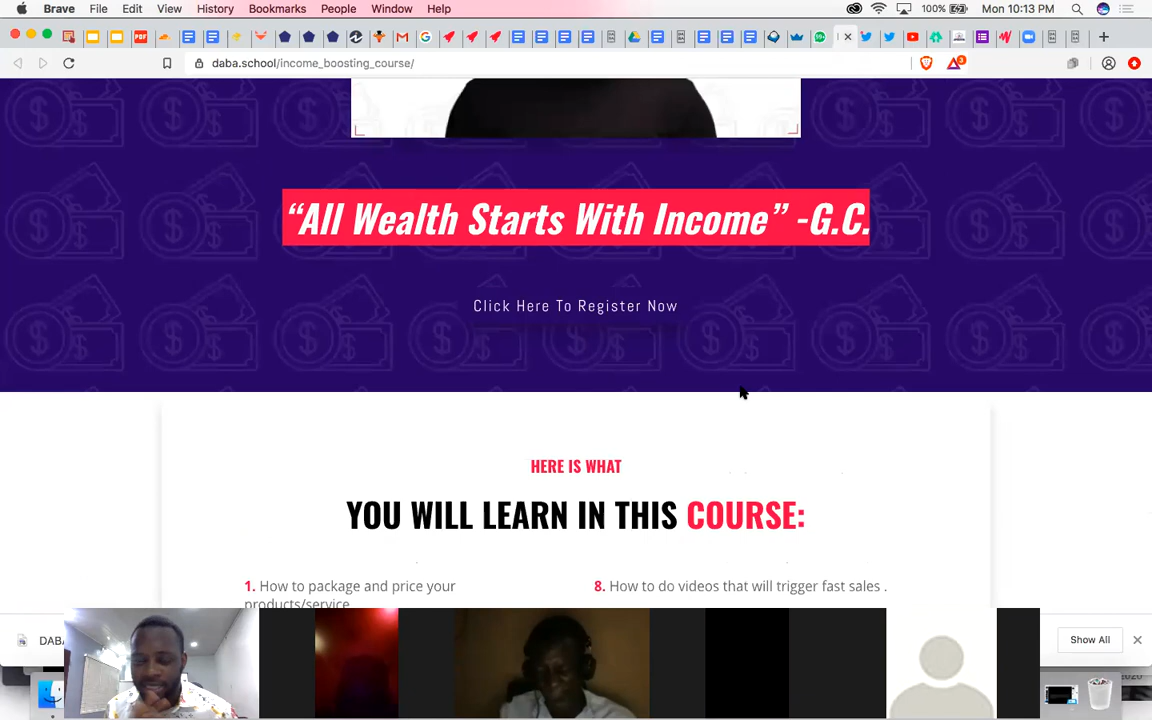 Brave File Edit View History Bookmarks People Window Help 100% Mon 10:13 PM
daba.school/income_boosting_course/
“All Wealth Starts With Income” -G.C.
Click Here To Register Now
HERE IS WHAT
YOU WILL LEARN IN THIS COURSE:
1. How to package and price your
products/service
8. How to do videos that will trigger fast sales .
DABA
Show All